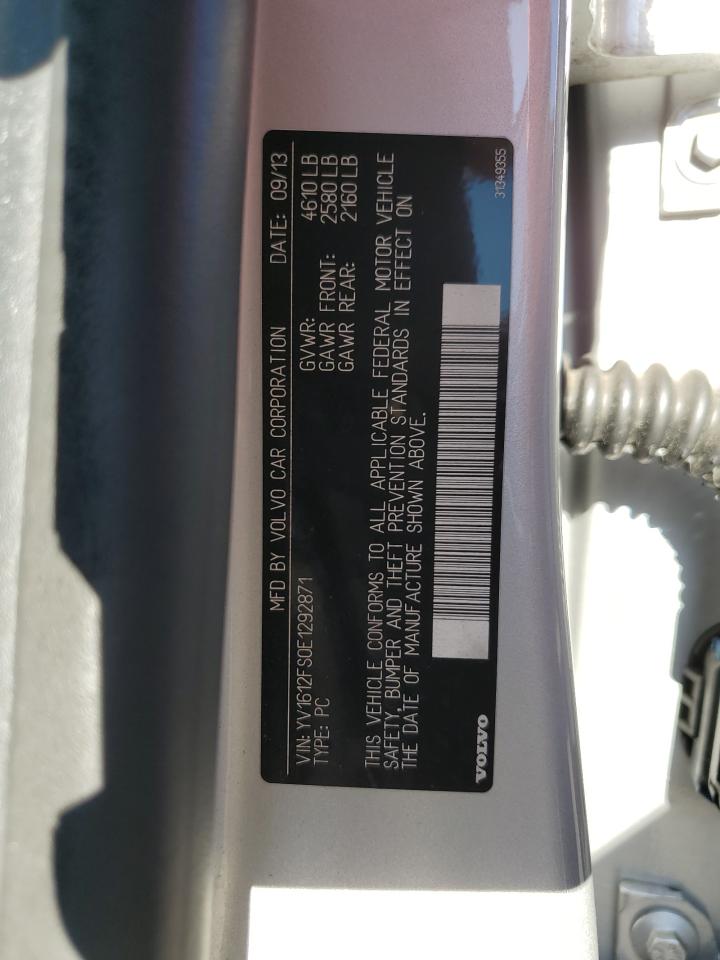 MFD BY VOLVO CAR CORPORATION DATE: 09/13
VIN: YV1612FS0E1292871 GVWR: 4610 LB
TYPE: PC GAWR FRONT: 2580 LB
GAWR REAR: 2160 LB
THIS VEHICLE CONFORMS TO ALL APPLICABLE FEDERAL MOTOR VEHICLE
SAFETY, BUMPER AND THEFT PREVENTION STANDARDS IN EFFECT ON
THE DATE OF MANUFACTURE SHOWN ABOVE.
VOLVO 31349355